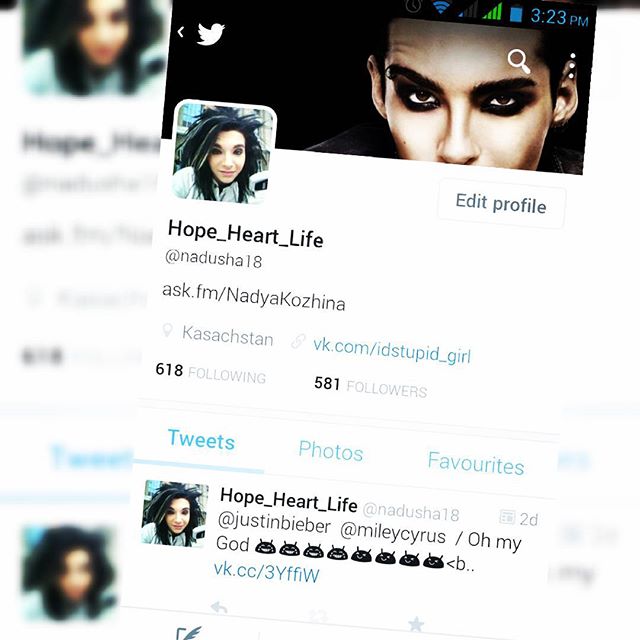 3:23 PM
Edit profile
Hope_Heart_Life
@nadusha18
ask.fm/NadyaKozhina
Kasachstan vk.com/idstupid_girl
618 FOLLOWING 581 FOLLOWERS
Tweets Photos Favourites
Hope_Heart_Life @nadusha18 2d
@justinbieber @mileycyrus / Oh my
God <b..
vk.cc/3YffiW